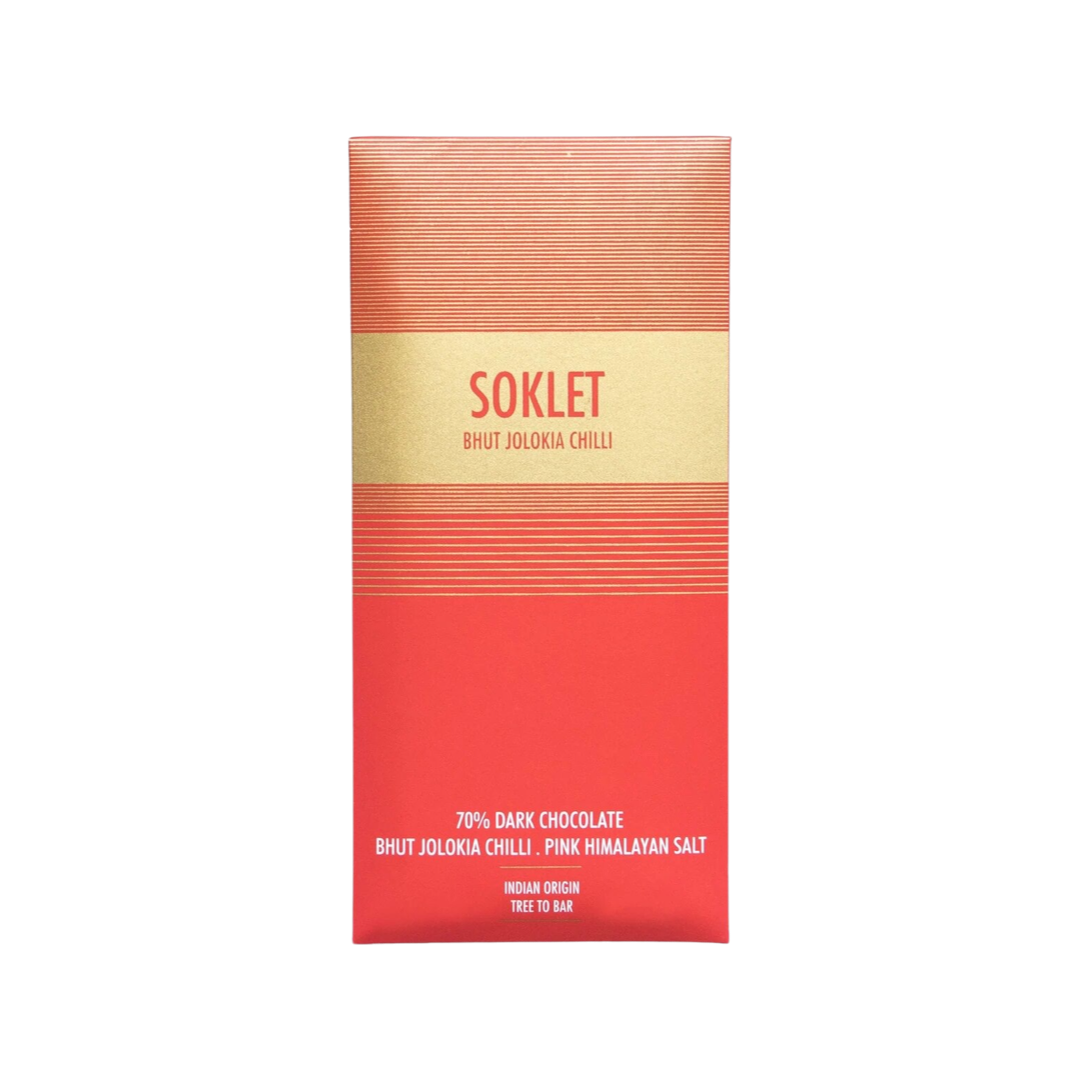 SOKLET
BHUT JOLOKIA CHILLI
70% DARK CHOCOLATE
BHUT JOLOKIA CHILLI . PINK HIMALAYAN SALT
INDIAN ORIGIN
TREE TO BAR